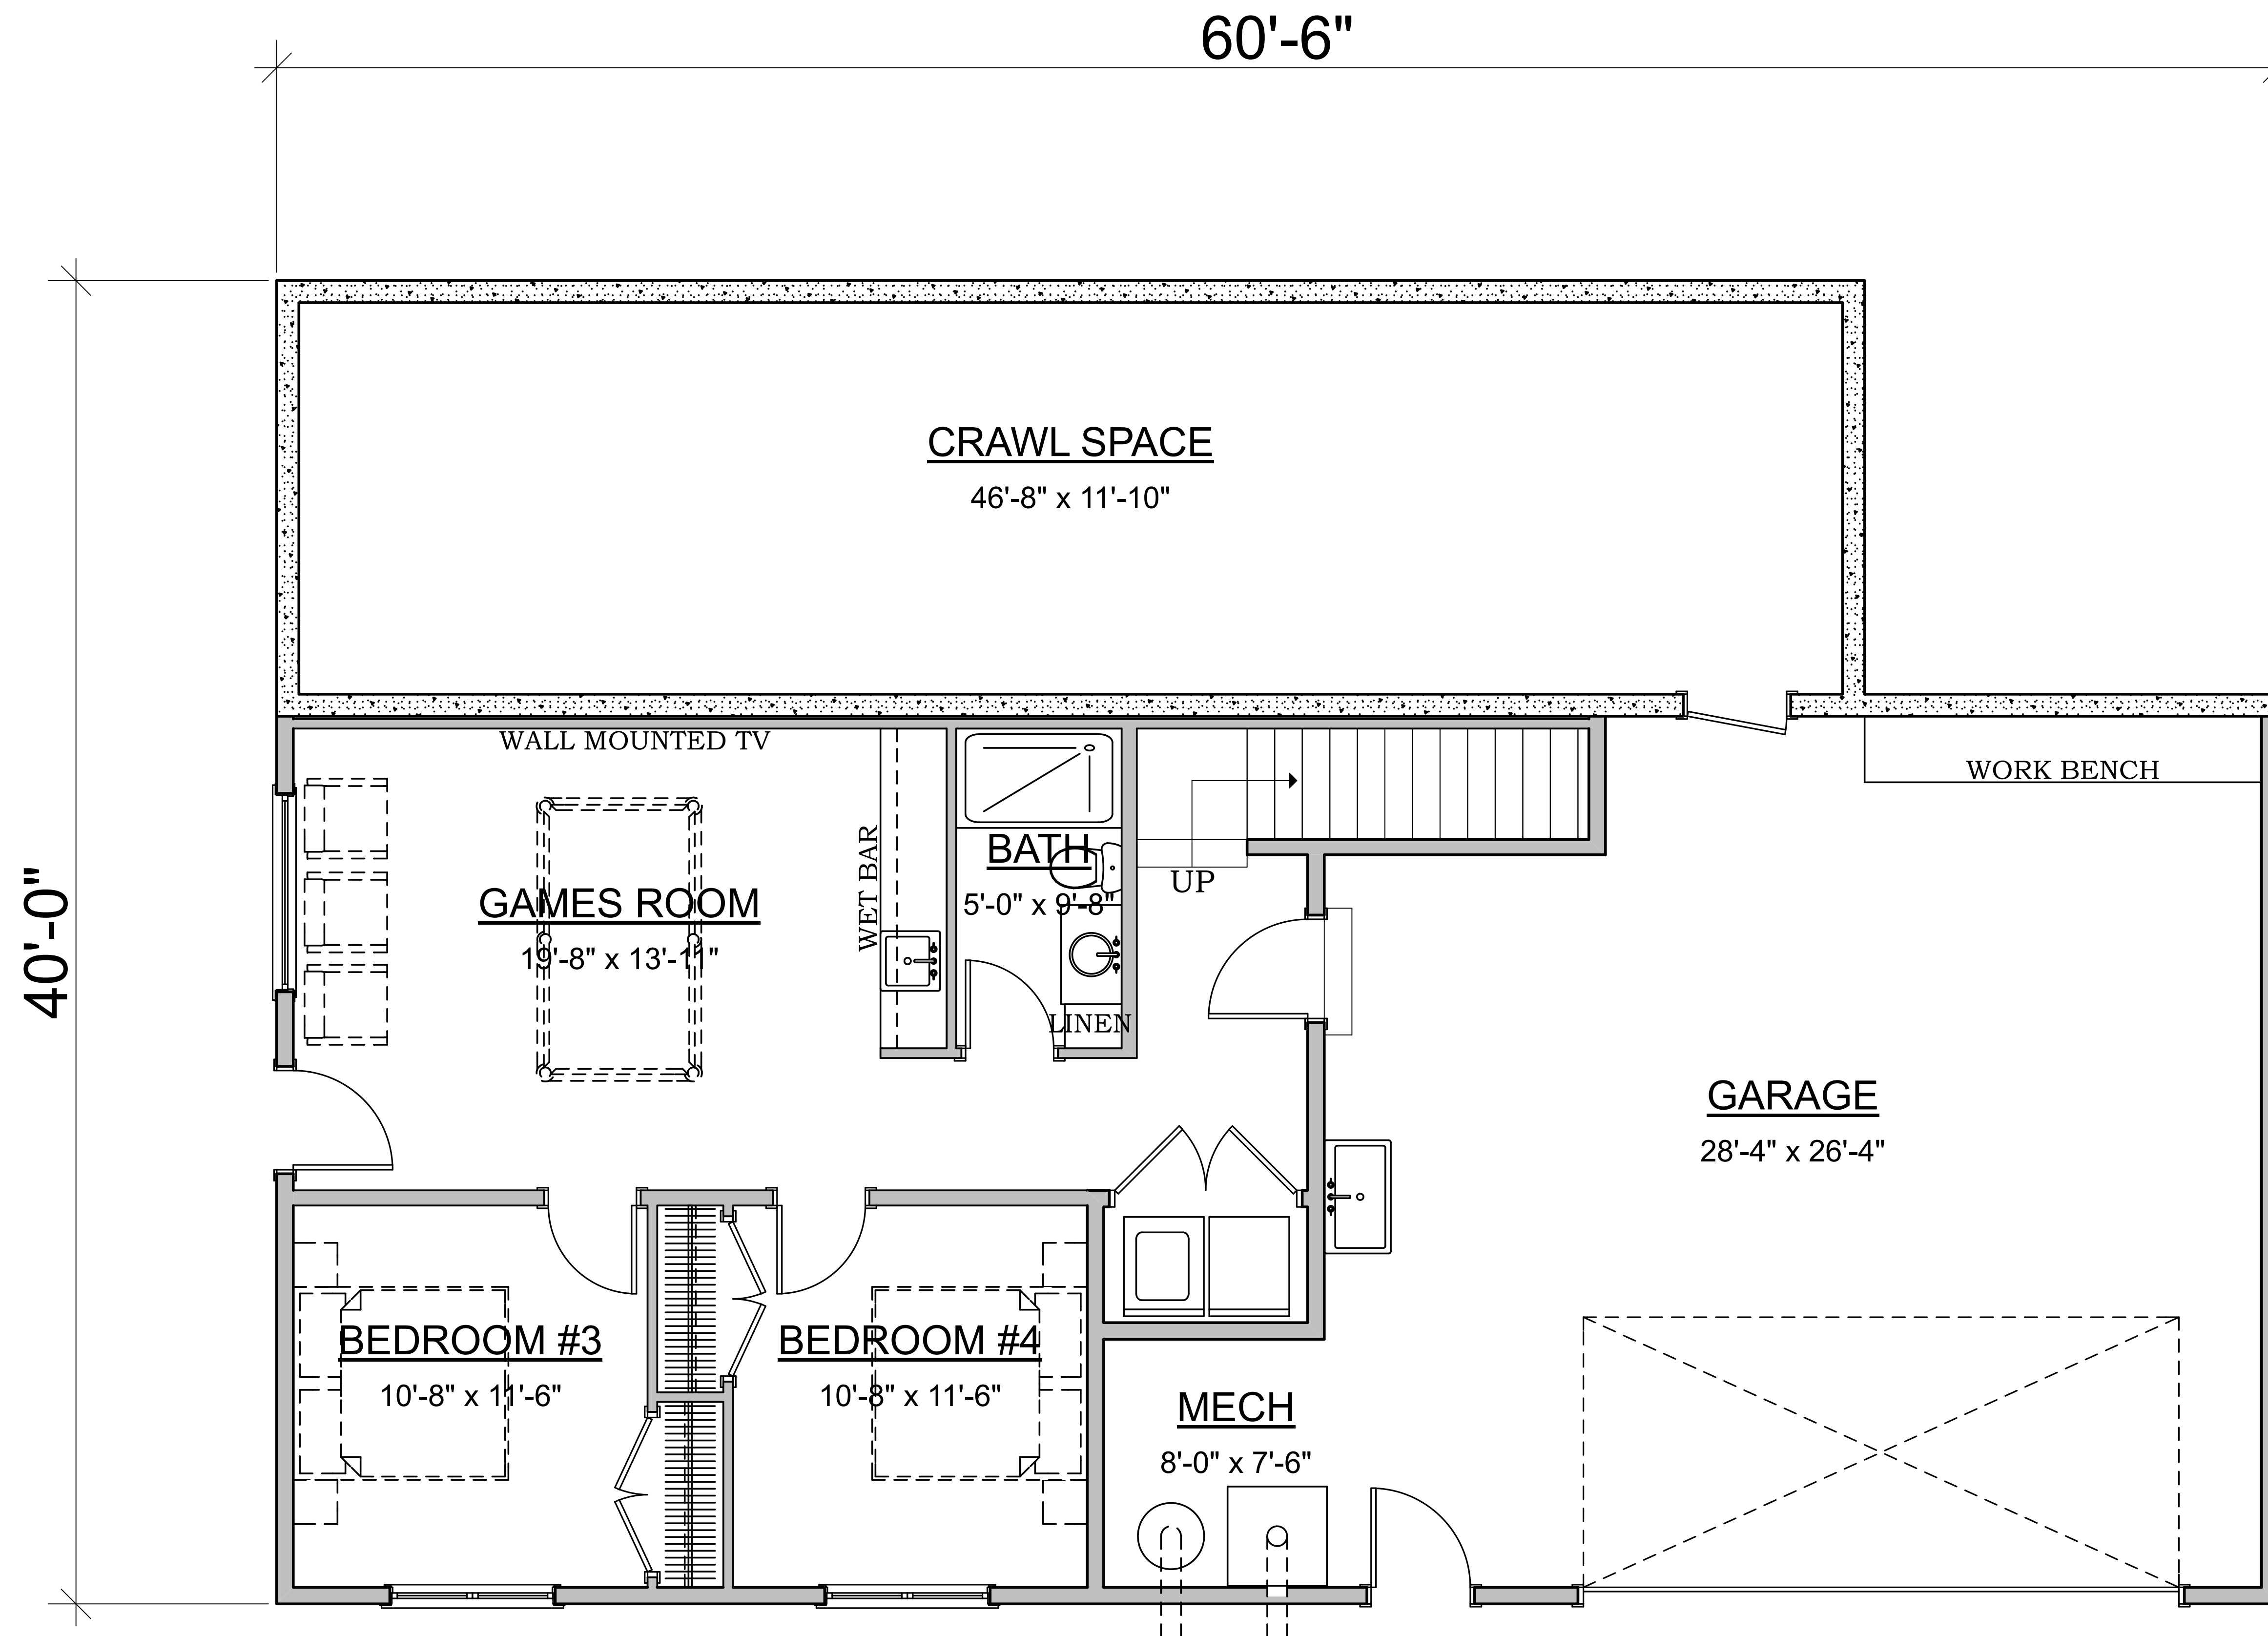 60'-6"
40'-0"
CRAWL SPACE
46'-8" x 11'-10"
WALL MOUNTED TV
WORK BENCH
WET BAR
BATH
5'-0" x 9'-8"
UP
GAMES ROOM
19'-8" x 13'-11"
LINEN
GARAGE
28'-4" x 26'-4"
BEDROOM #3
10'-8" x 11'-6"
BEDROOM #4
10'-8" x 11'-6"
MECH
8'-0" x 7'-6"